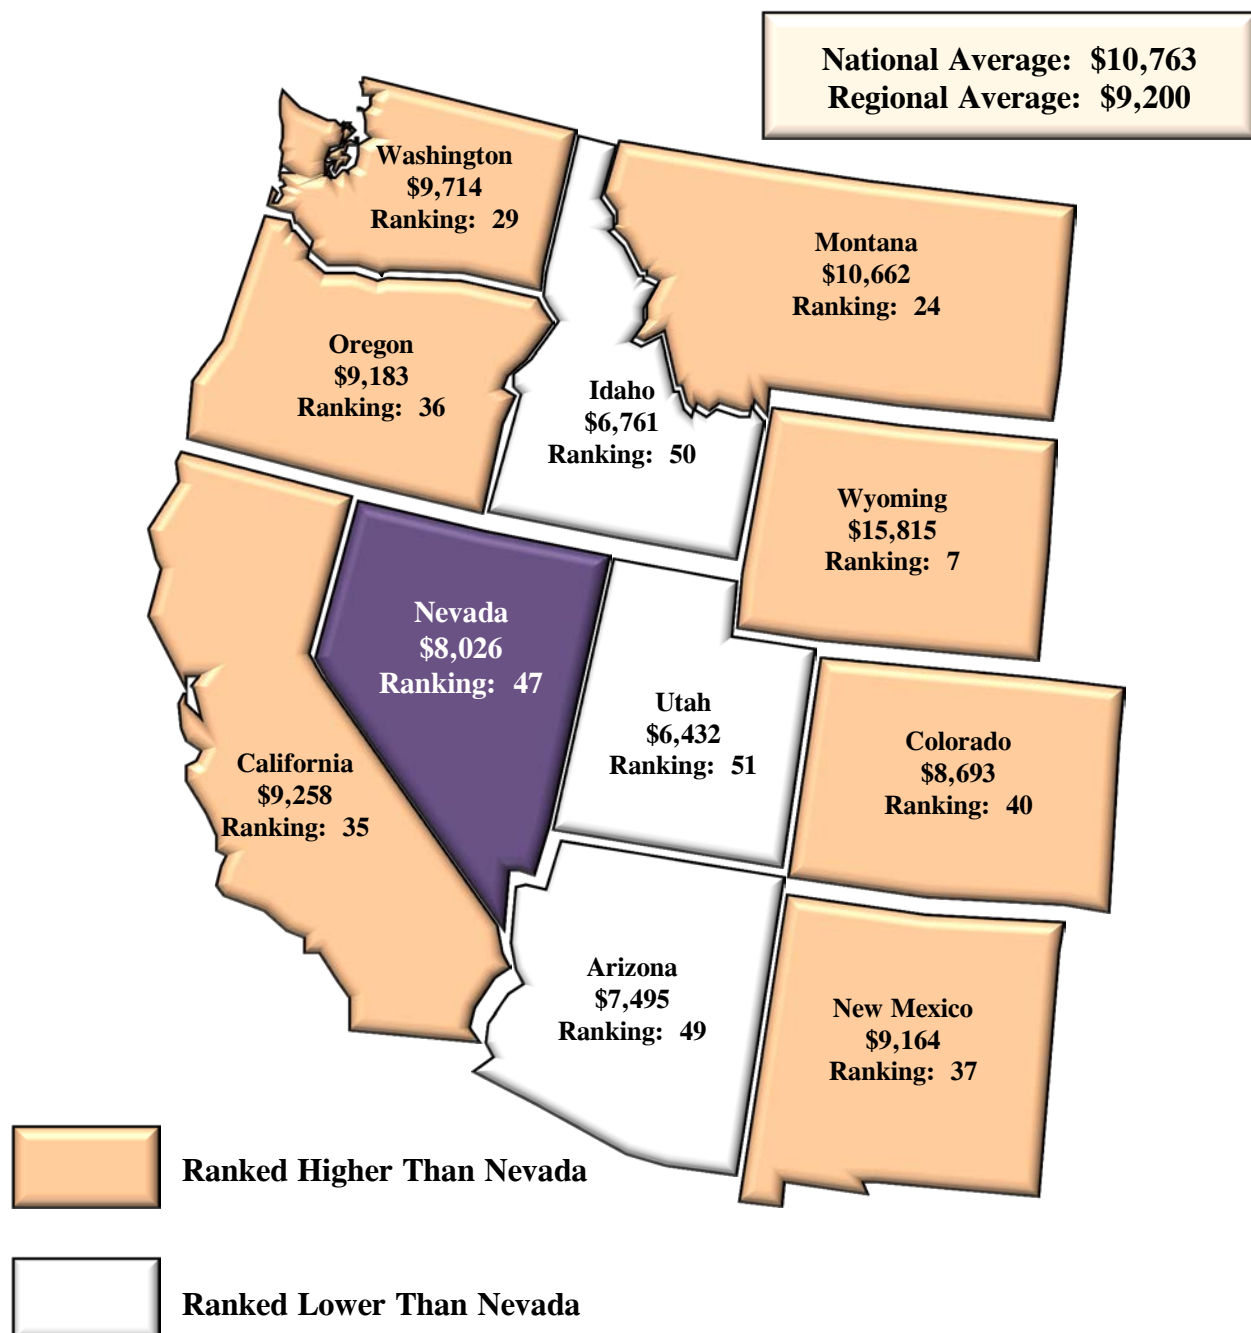 National Average: $10,763
Regional Average: $9,200
Washington
$9,714
Ranking: 29
Montana
$10,662
Ranking: 24
Oregon
$9,183
Ranking: 36
Idaho
$6,761
Ranking: 50
Wyoming
$15,815
Ranking: 7
Nevada
$8,026
Ranking: 47
Utah
$6,432
Ranking: 51
Colorado
$8,693
Ranking: 40
California
$9,258
Ranking: 35
Arizona
$7,495
Ranking: 49
New Mexico
$9,164
Ranking: 37
Ranked Higher Than Nevada
Ranked Lower Than Nevada